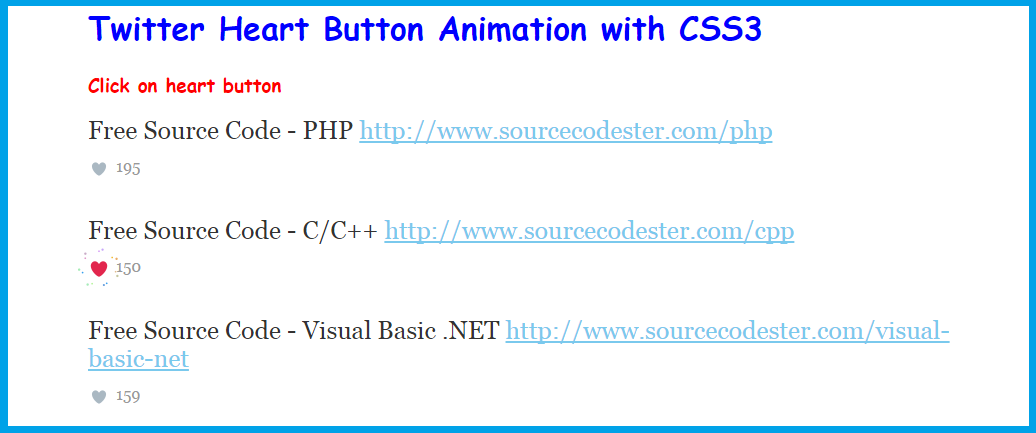 Twitter Heart Button Animation with CSS3
Click on heart button
Free Source Code - PHP http://www.sourcecodester.com/php
195
Free Source Code - C/C++ http://www.sourcecodester.com/cpp
150
Free Source Code - Visual Basic .NET http://www.sourcecodester.com/visual-
basic-net
159